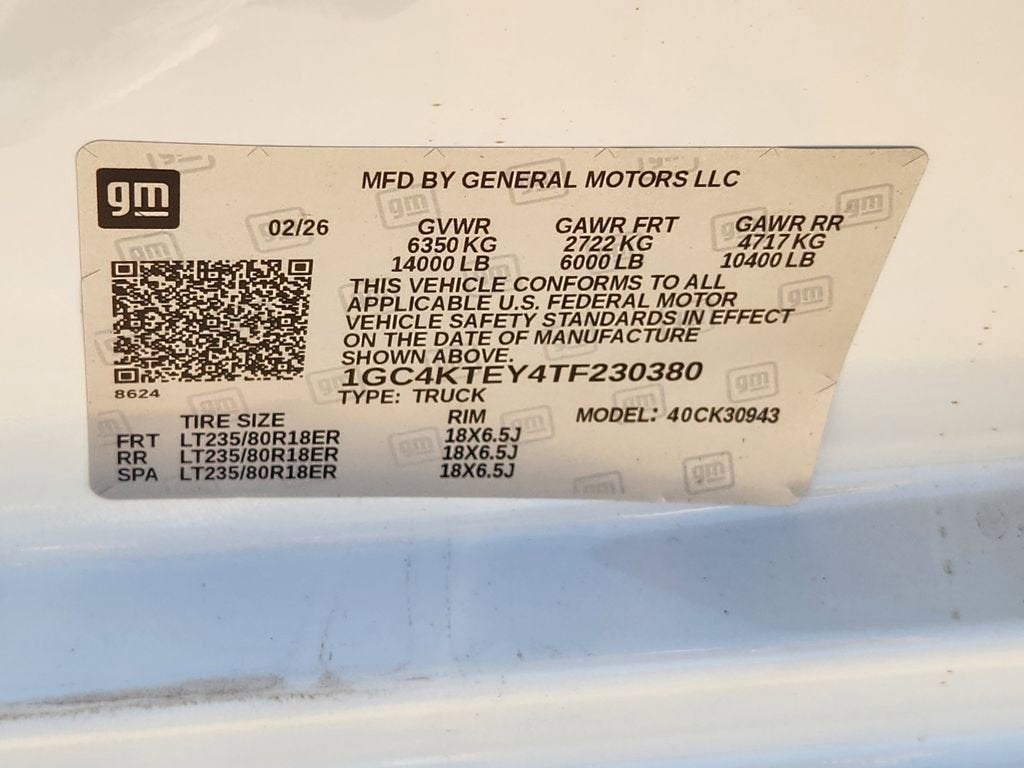 gm
MFD BY GENERAL MOTORS LLC
02/26 GVWR GAWR FRT GAWR RR
6350 KG 2722 KG 4717 KG
14000 LB 6000 LB 10400 LB
THIS VEHICLE CONFORMS TO ALL
APPLICABLE U.S. FEDERAL MOTOR
VEHICLE SAFETY STANDARDS IN EFFECT
ON THE DATE OF MANUFACTURE
SHOWN ABOVE.
1GC4KTEY4TF230380
8624
TYPE: TRUCK
TIRE SIZE RIM MODEL: 40CK30943
FRT LT235/80R18ER 18X6.5J
RR LT235/80R18ER 18X6.5J
SPA LT235/80R18ER 18X6.5J